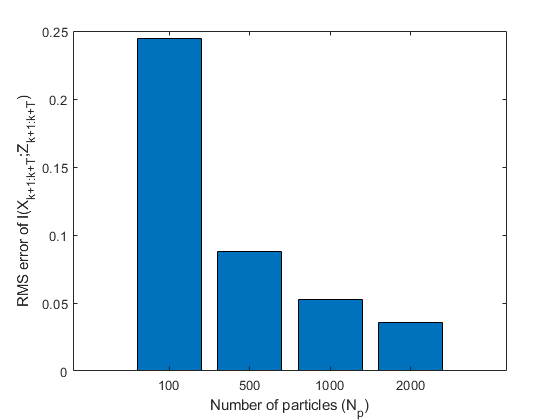 0.25
0.2
0.15
0.1
0.05
0
RMS error of I(X_{k+1:k+T};Z_{k+1:k+T})
100 500 1000 2000
Number of particles (N_p)